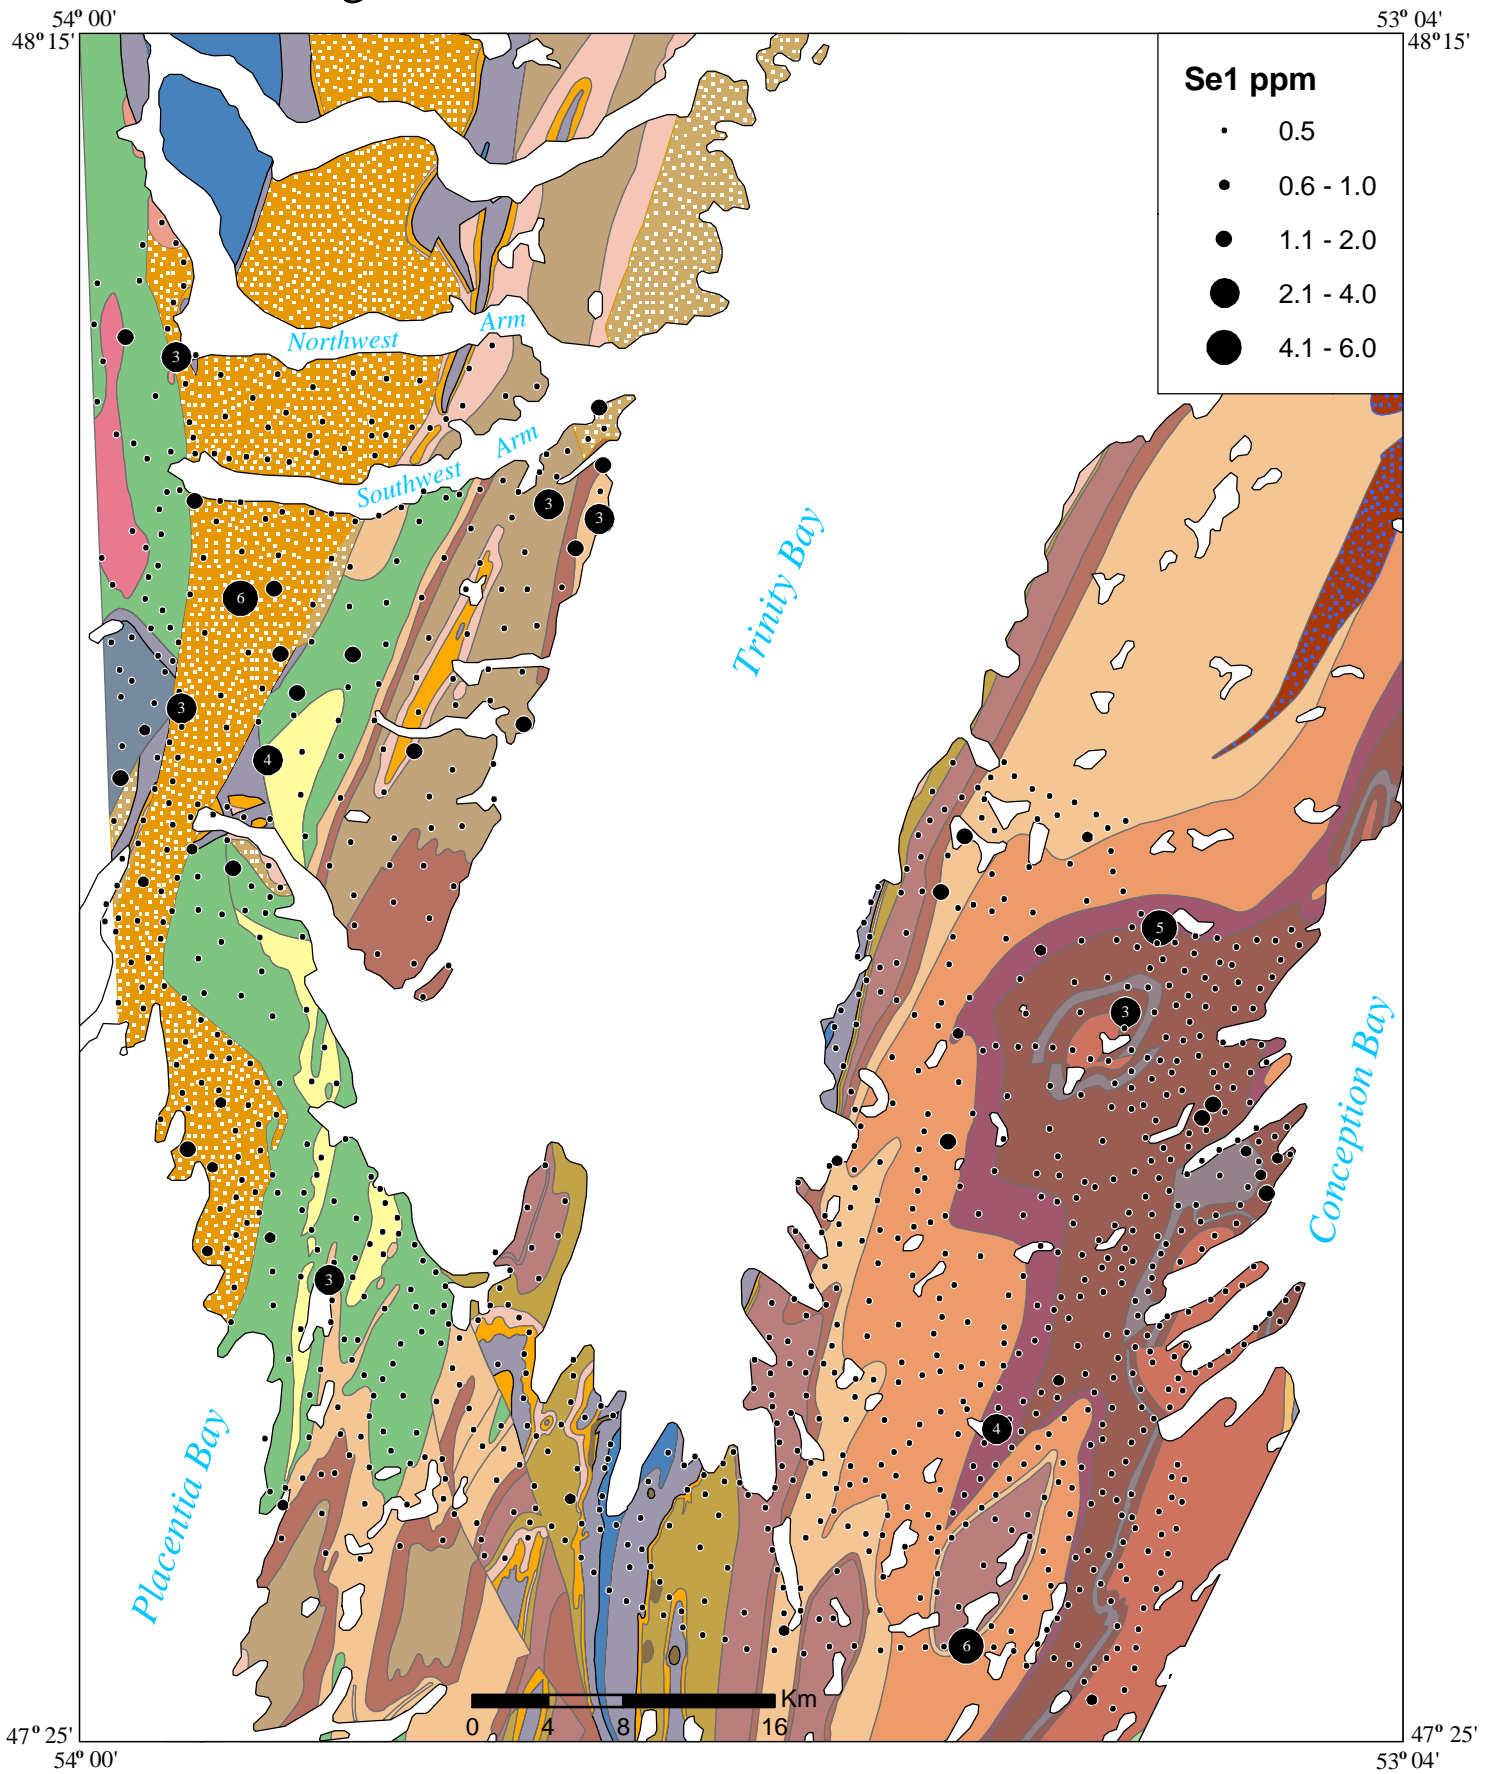 54° 00'
53° 04'
48° 15'
48° 15'
Se1 ppm
0.5
0.6 - 1.0
1.1 - 2.0
2.1 - 4.0
4.1 - 6.0
Northwest Arm
3
Southwest Arm
3
3
6
Trinity Bay
3
4
5
3
Conception Bay
3
4
Placentia Bay
6
Km
0 4 8 16
47° 25'
47° 25'
54° 00'
53° 04'